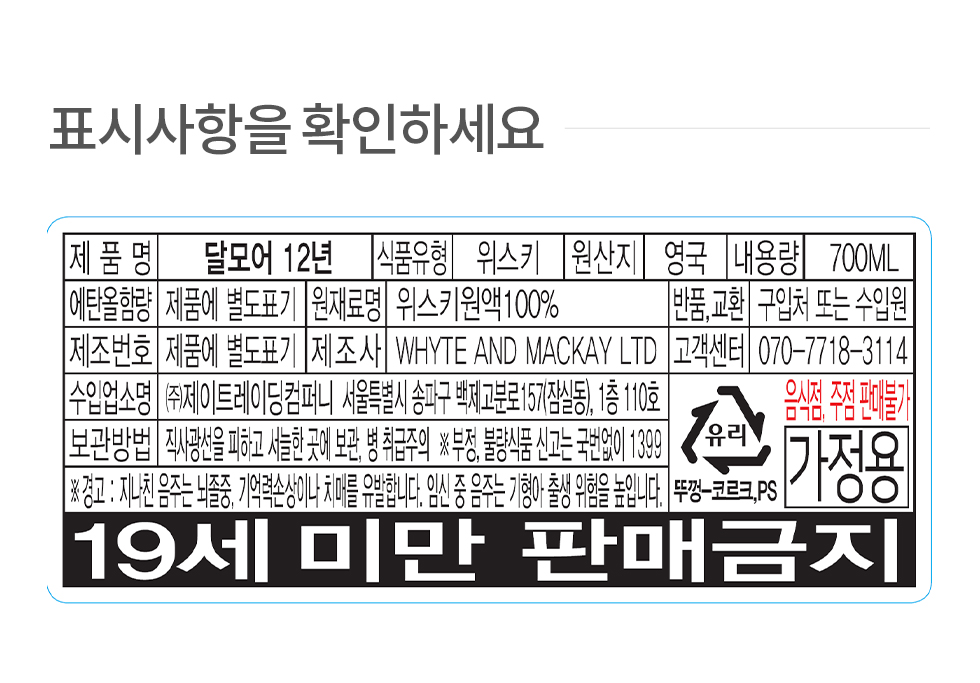 표시사항을 확인하세요
제 품 명 달모어 12년 식품유형 위스키 원산지 영국 내용량 700ML
에탄올함량 제품에 별도표기 원재료명 위스키원액100% 반품,교환 구입처 또는 수입원
제조번호 제품에 별도표기 제조사 WHYTE AND MACKAY LTD 고객센터 070-7718-3114
수입업소명 ㈜제이트레이딩컴퍼니 서울특별시 송파구 백제고분로157(잠실동), 1층 110호
음식점, 주점 판매불가
유리
보관방법 직사광선을 피하고 서늘한 곳에 보관, 병 취급주의 ※부정, 불량식품 신고는 국번없이 1399
가정용
※경고 : 지나친 음주는 뇌졸중, 기억력손상이나 치매를 유발합니다. 임신 중 음주는 기형아 출생 위험을 높입니다.
뚜껑-코르크,PS
19세 미만 판매금지